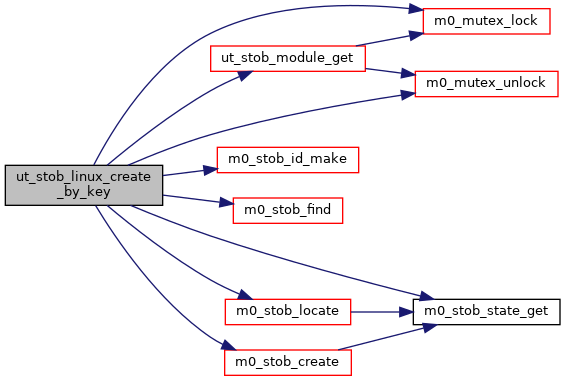 m0_mutex_lock
ut_stob_module_get
m0_mutex_unlock
m0_stob_id_make
ut_stob_linux_create
_by_key
m0_stob_find
m0_stob_locate
m0_stob_state_get
m0_stob_create